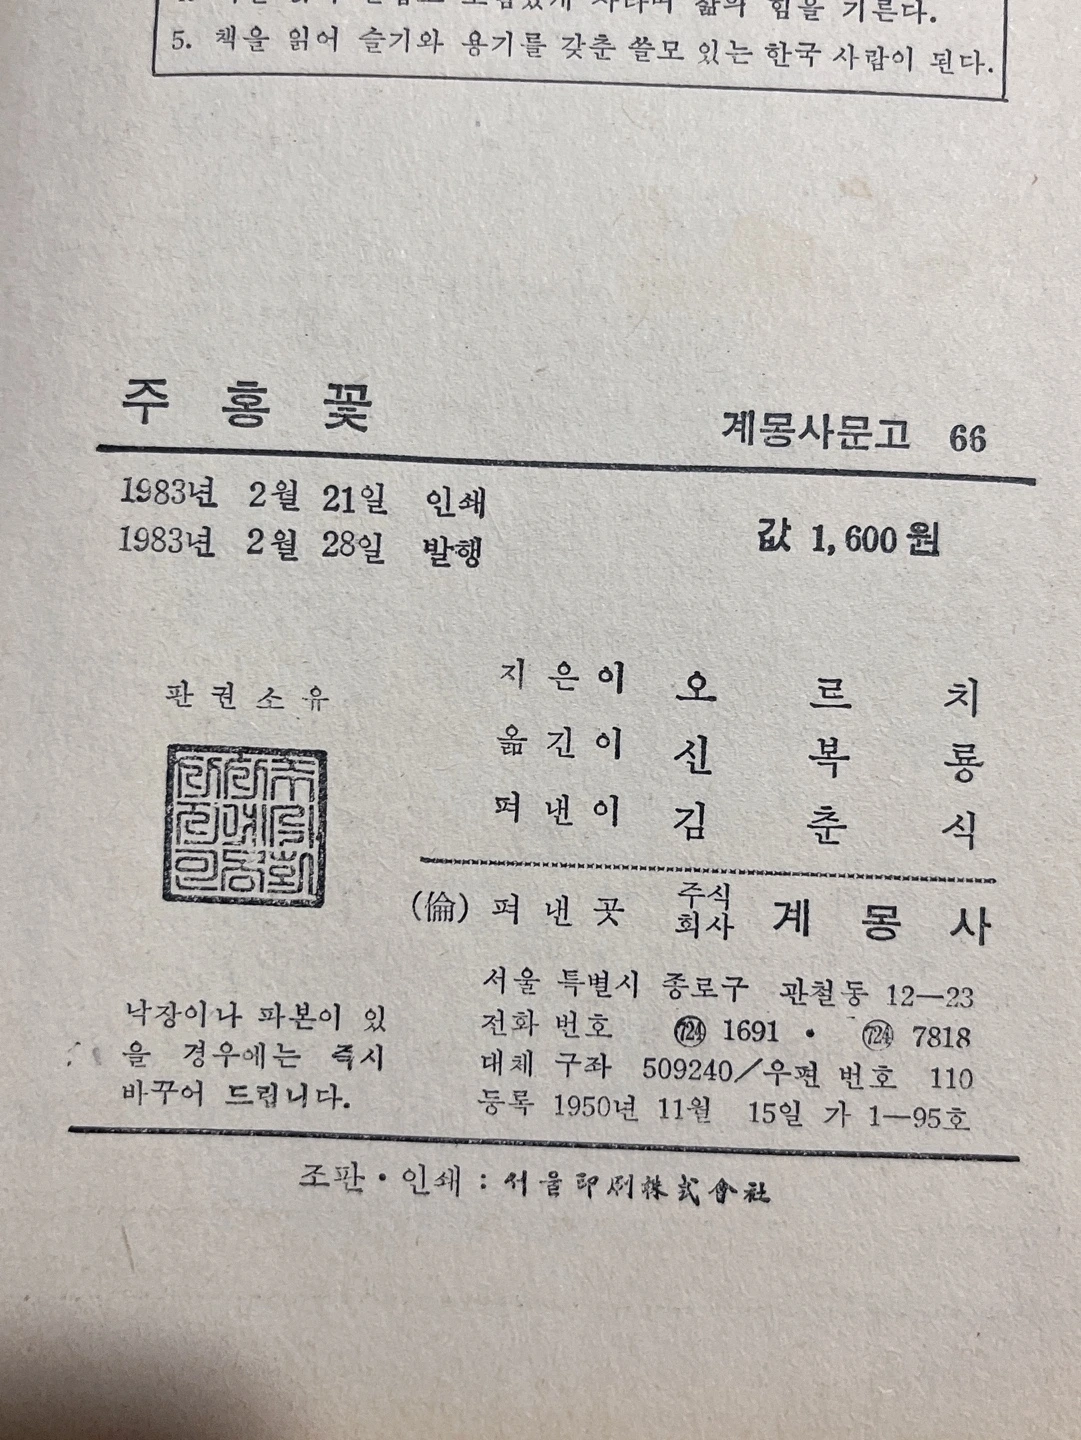 삶의 힘을 기른다.
5. 책을 읽어 슬기와 용기를 갖춘 쓸모 있는 한국 사람이 된다.
주홍꽃
계몽사문고 66
1983년 2월 21일 인쇄
1983년 2월 28일 발행
값 1,600원
판권소유
지은이 오르치
옮긴이 신복룡
펴낸이 김춘식
(倫) 펴낸곳 주식회사 계몽사
서울 특별시 종로구 관철동 12—23
전화 번호 (724) 1691 · (724) 7818
대체 구좌 509240/우편 번호 110
등록 1950년 11월 15일 가 1—95호
낙장이나 파본이 있
을 경우에는 즉시
바꾸어 드립니다.
조판·인쇄 : 서울印刷株式會社